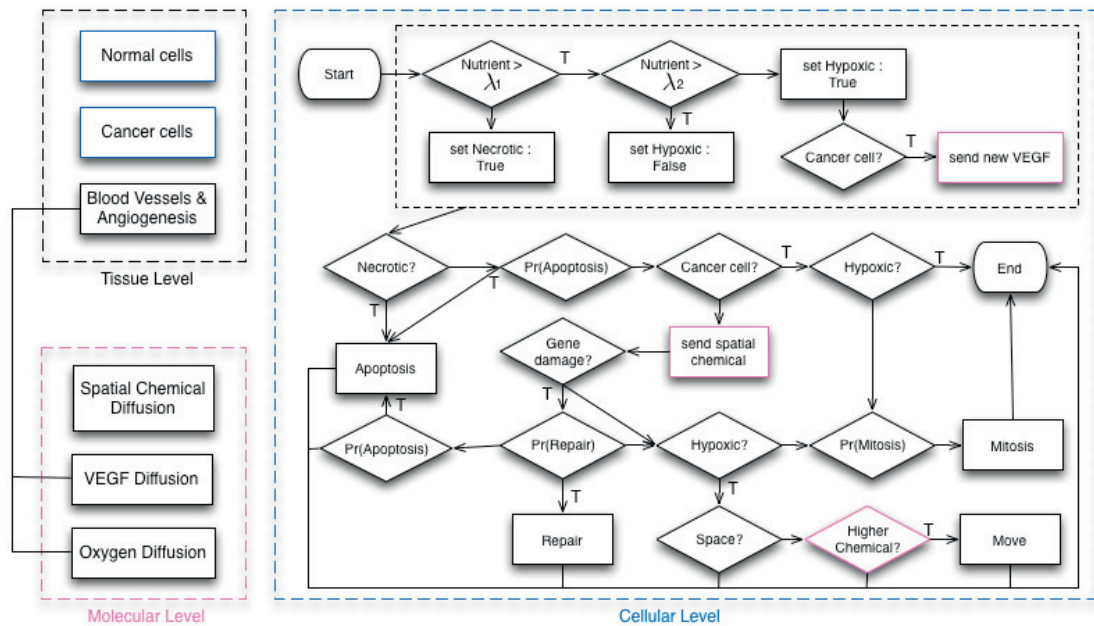 Normal cells
Cancer cells
Blood Vessels &
Angiogenesis
Tissue Level
Spatial Chemical
Diffusion
VEGF Diffusion
Oxygen Diffusion
Molecular Level
Start
Nutrient >
λ1
T
Nutrient >
λ2
set Hypoxic :
True
T
set Necrotic :
True
set Hypoxic :
False
Cancer cell?
T
send new VEGF
Necrotic?
T
T
Pr(Apoptosis)
Cancer cell?
T
Hypoxic?
T
End
T
Apoptosis
Gene
damage?
send spatial
chemical
T
T
Pr(Apoptosis)
Pr(Repair)
Hypoxic?
Pr(Mitosis)
Mitosis
T
T
Repair
Space?
Higher
Chemical?
T
Move
Cellular Level